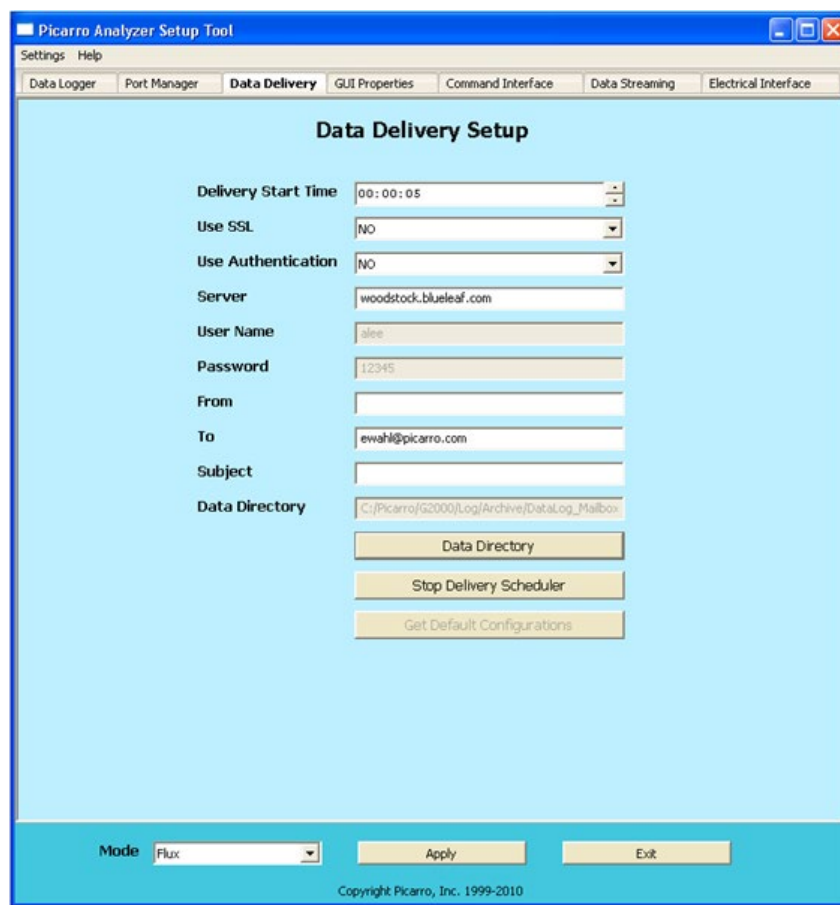 Picarro Analyzer Setup Tool
Settings Help
Data Logger Port Manager Data Delivery GUI Properties Command Interface Data Streaming Electrical Interface
Data Delivery Setup
Delivery Start Time 00:00:05
Use SSL NO
Use Authentication NO
Server woodstock.blueleaf.com
User Name alee
Password 12345
From
To ewahl@picarro.com
Subject
Data Directory C:/Picarro/G2000/Log/Archive/DataLog_Mailbox
Data Directory
Stop Delivery Scheduler
Get Default Configurations
Mode Flux Apply Exit
Copyright Picarro, Inc. 1999-2010